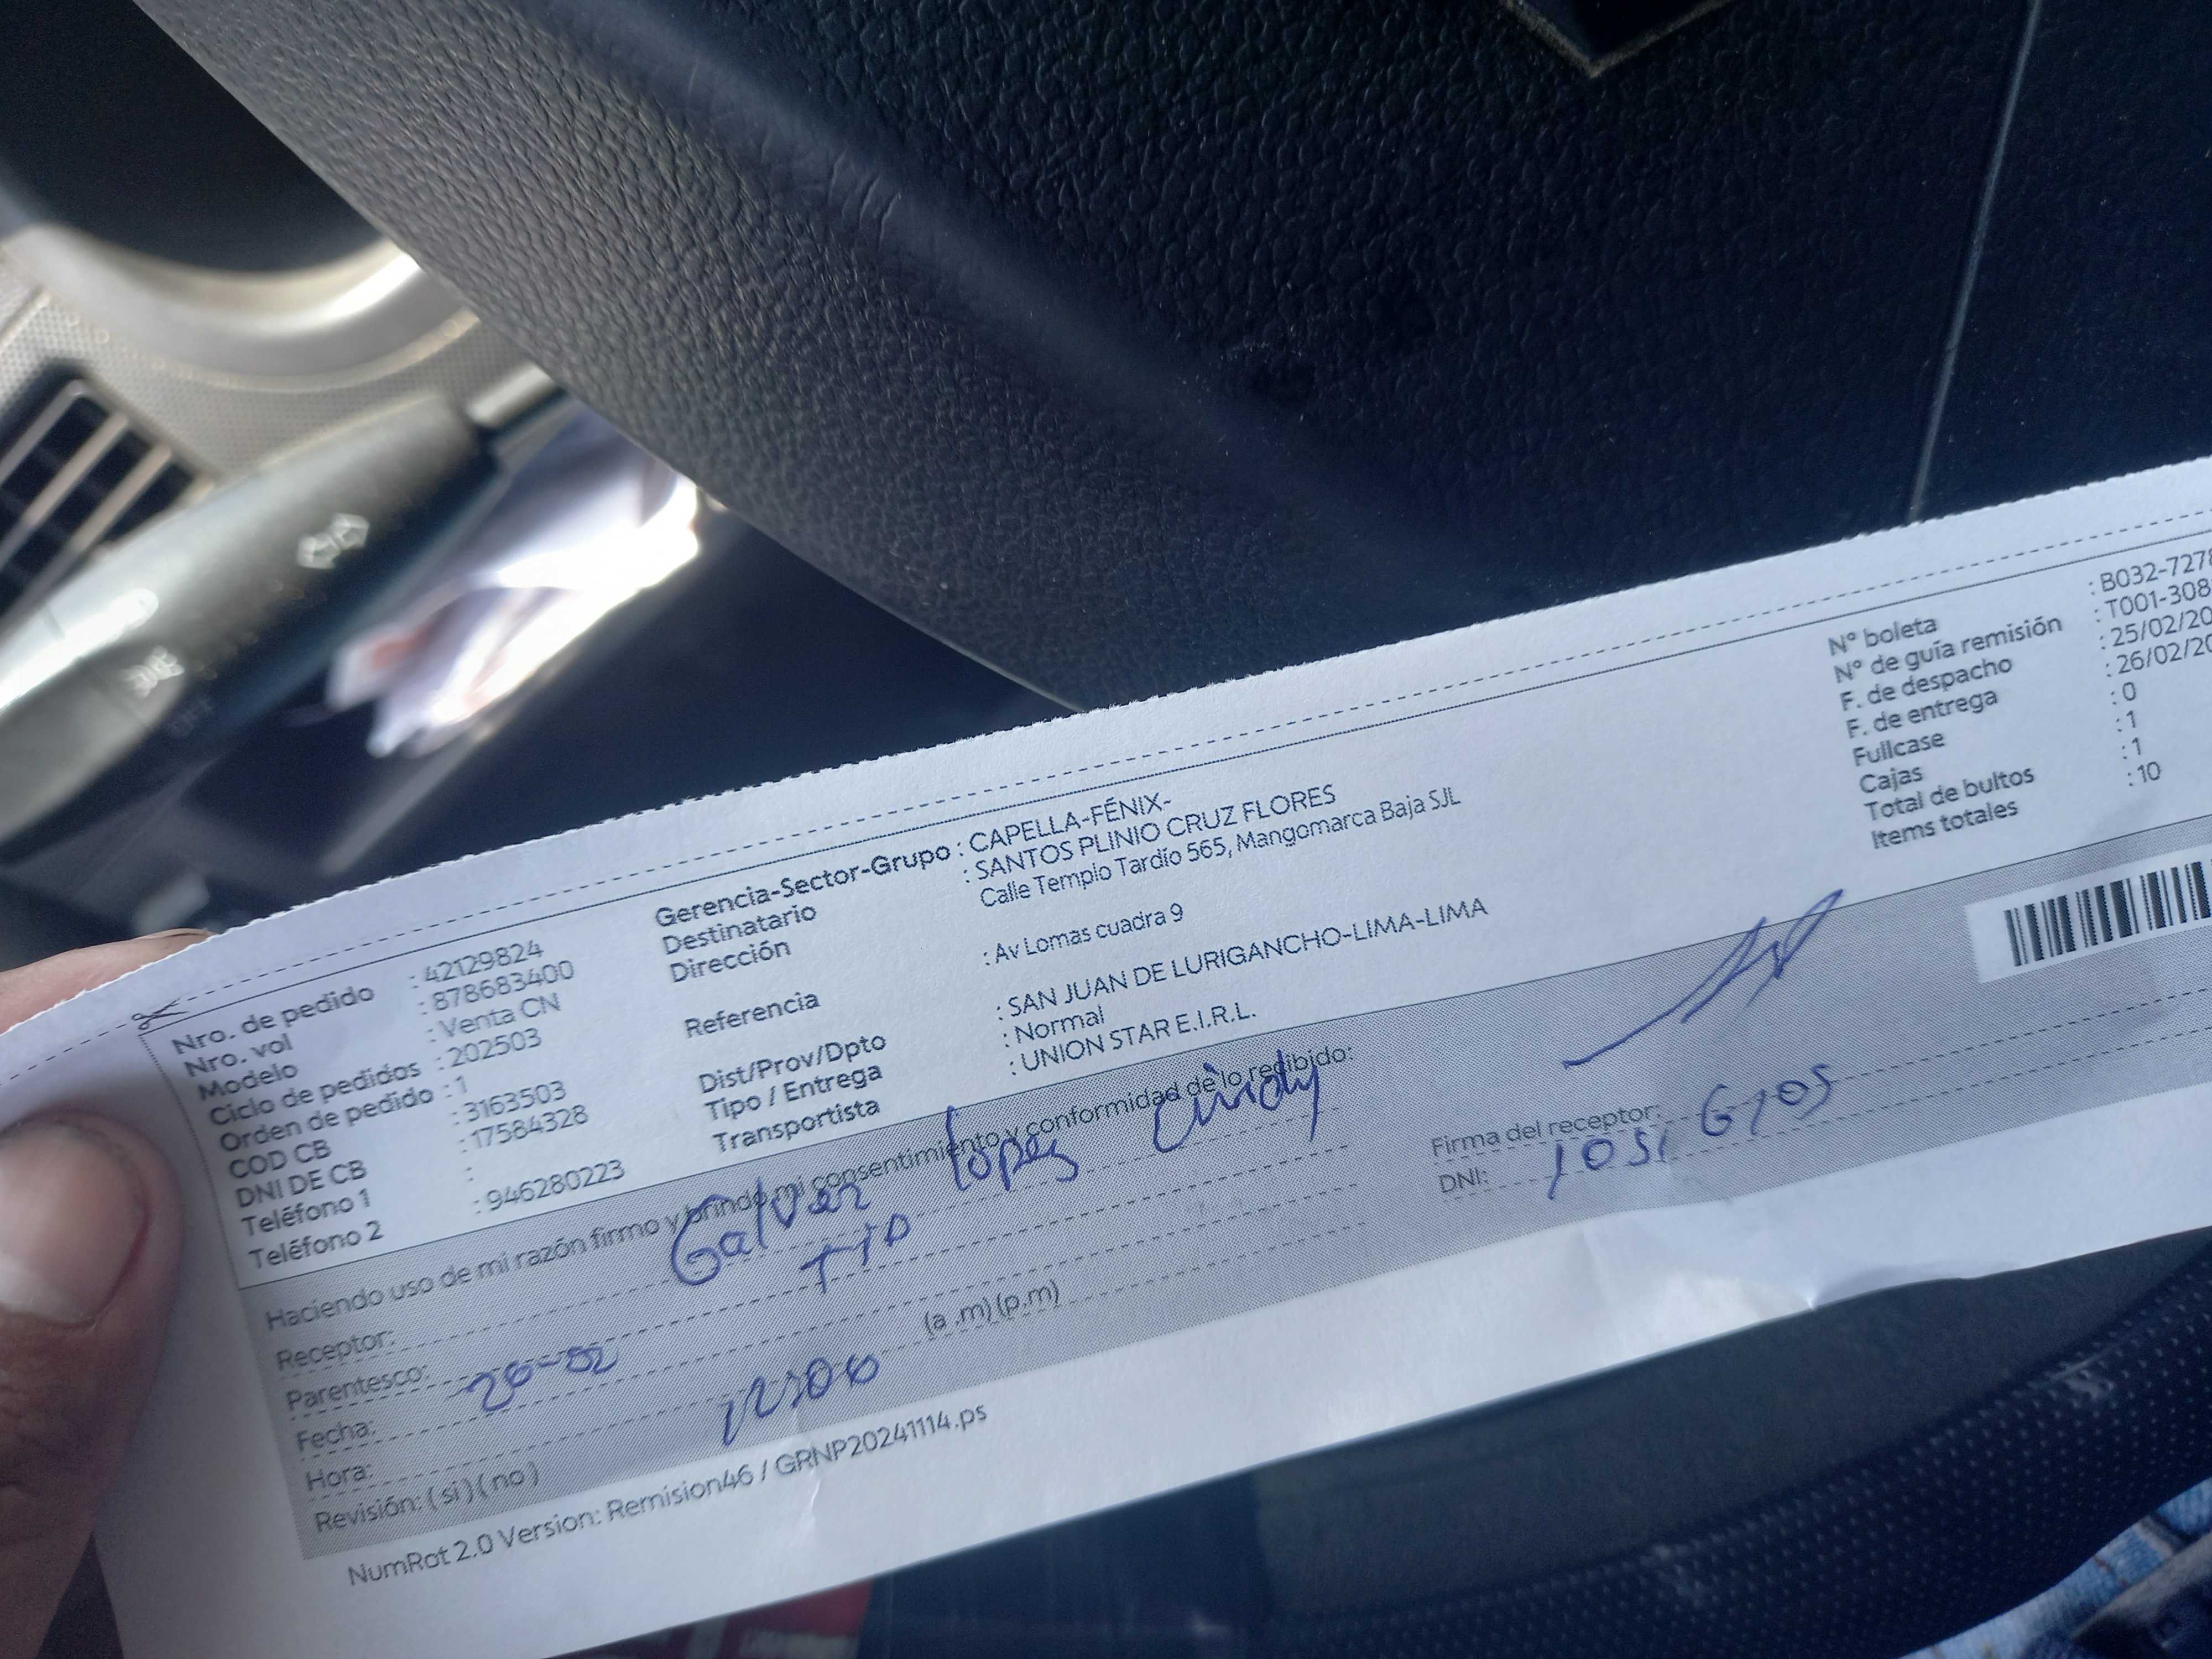 Nro. de pedido : 42129824
Nro. vol : 878683400
Modelo : Venta CN
Ciclo de pedidos : 202503
Orden de pedido : 1
COD CB : 3163503
DNI DE CB : 17584328
Teléfono 1 :
Teléfono 2 : 946280223
Gerencia-Sector-Grupo : CAPELLA-FÉNIX-
Destinatario : SANTOS PLINIO CRUZ FLORES
Dirección : Calle Templo Tardío 565, Mangomarca Baja SJL
Referencia : Av Lomas cuadra 9
Dist/Prov/Dpto : SAN JUAN DE LURIGANCHO-LIMA-LIMA
Tipo / Entrega : Normal
Transportista : UNION STAR E.I.R.L.
N° boleta : B032-727
N° de guía remisión : T001-308
F. de despacho : 25/02/20
F. de entrega : 26/02/20
Fullcase : 0
Cajas : 1
Total de bultos : 1
Items totales : 10
Haciendo uso de mi razón firmo y brindo mi consentimiento y conformidad de lo recibido:
Receptor: Galvez lopez Cindy
Parentesco: TID
Fecha: 26-02
Hora: (a .m) (p.m)
Revisión: ( si ) ( no )
Firma del receptor:
DNI:
NumRot 2.0 Version: Remision46 / GRNP20241114.ps